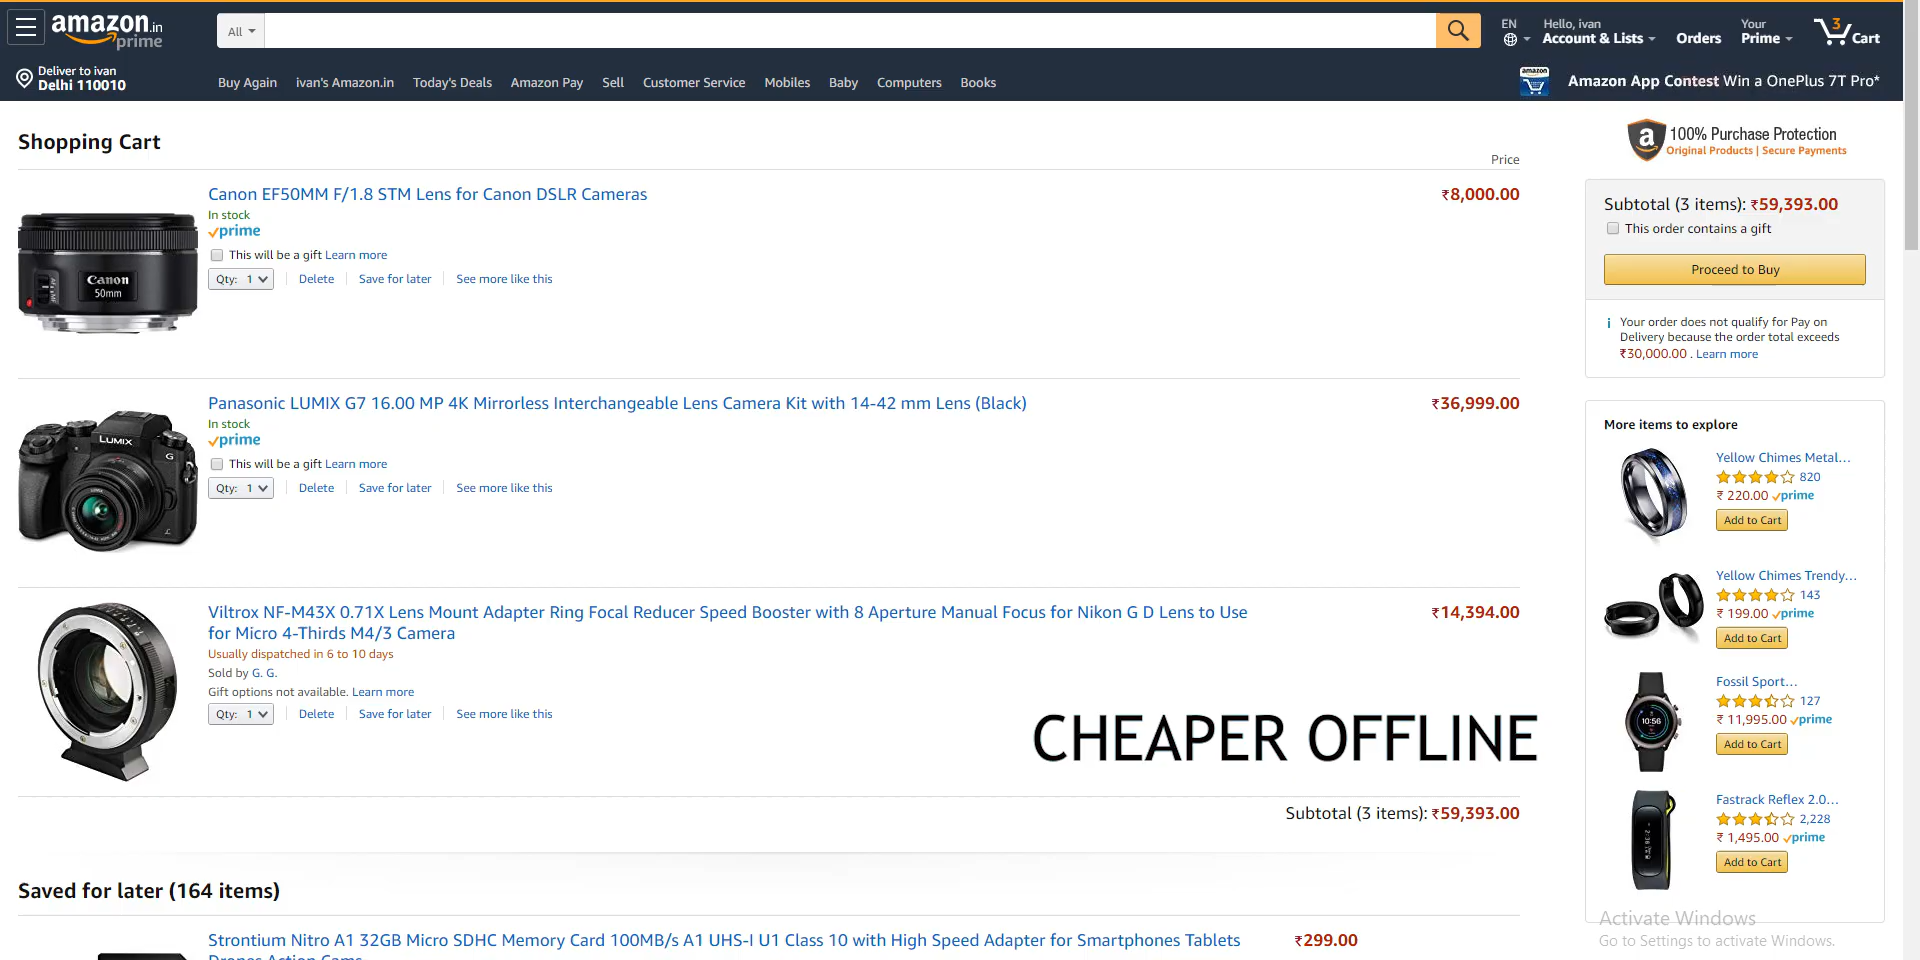 amazon.in
prime
All
EN
Hello, ivan
Account & Lists
Orders
Your
Prime
3
Cart
Deliver to ivan
Delhi 110010
Buy Again
ivan's Amazon.in
Today's Deals
Amazon Pay
Sell
Customer Service
Mobiles
Baby
Computers
Books
amazon
Amazon App Contest Win a OnePlus 7T Pro*
Shopping Cart
Price
Canon EF50MM F/1.8 STM Lens for Canon DSLR Cameras
₹8,000.00
In stock
prime
This will be a gift Learn more
Qty: 1
Delete
Save for later
See more like this
Canon
50mm
Panasonic LUMIX G7 16.00 MP 4K Mirrorless Interchangeable Lens Camera Kit with 14-42 mm Lens (Black)
₹36,999.00
In stock
prime
This will be a gift Learn more
Qty: 1
Delete
Save for later
See more like this
LUMIX
G
Viltrox NF-M43X 0.71X Lens Mount Adapter Ring Focal Reducer Speed Booster with 8 Aperture Manual Focus for Nikon G D Lens to Use
for Micro 4-Thirds M4/3 Camera
₹14,394.00
Usually dispatched in 6 to 10 days
Sold by G. G.
Gift options not available. Learn more
Qty: 1
Delete
Save for later
See more like this
CHEAPER OFFLINE
Subtotal (3 items): ₹59,393.00
Saved for later (164 items)
Strontium Nitro A1 32GB Micro SDHC Memory Card 100MB/s A1 UHS-I U1 Class 10 with High Speed Adapter for Smartphones Tablets
Drones Action Cams
₹299.00
a
100% Purchase Protection
Original Products | Secure Payments
Subtotal (3 items): ₹59,393.00
This order contains a gift
Proceed to Buy
i
Your order does not qualify for Pay on
Delivery because the order total exceeds
₹30,000.00 . Learn more
More items to explore
Yellow Chimes Metal...
820
₹ 220.00 prime
Add to Cart
Yellow Chimes Trendy...
143
₹ 199.00 prime
Add to Cart
Fossil Sport...
127
₹ 11,995.00 prime
Add to Cart
10:56
Fastrack Reflex 2.0...
2,228
₹ 1,495.00 prime
Add to Cart
Activate Windows
Go to Settings to activate Windows.